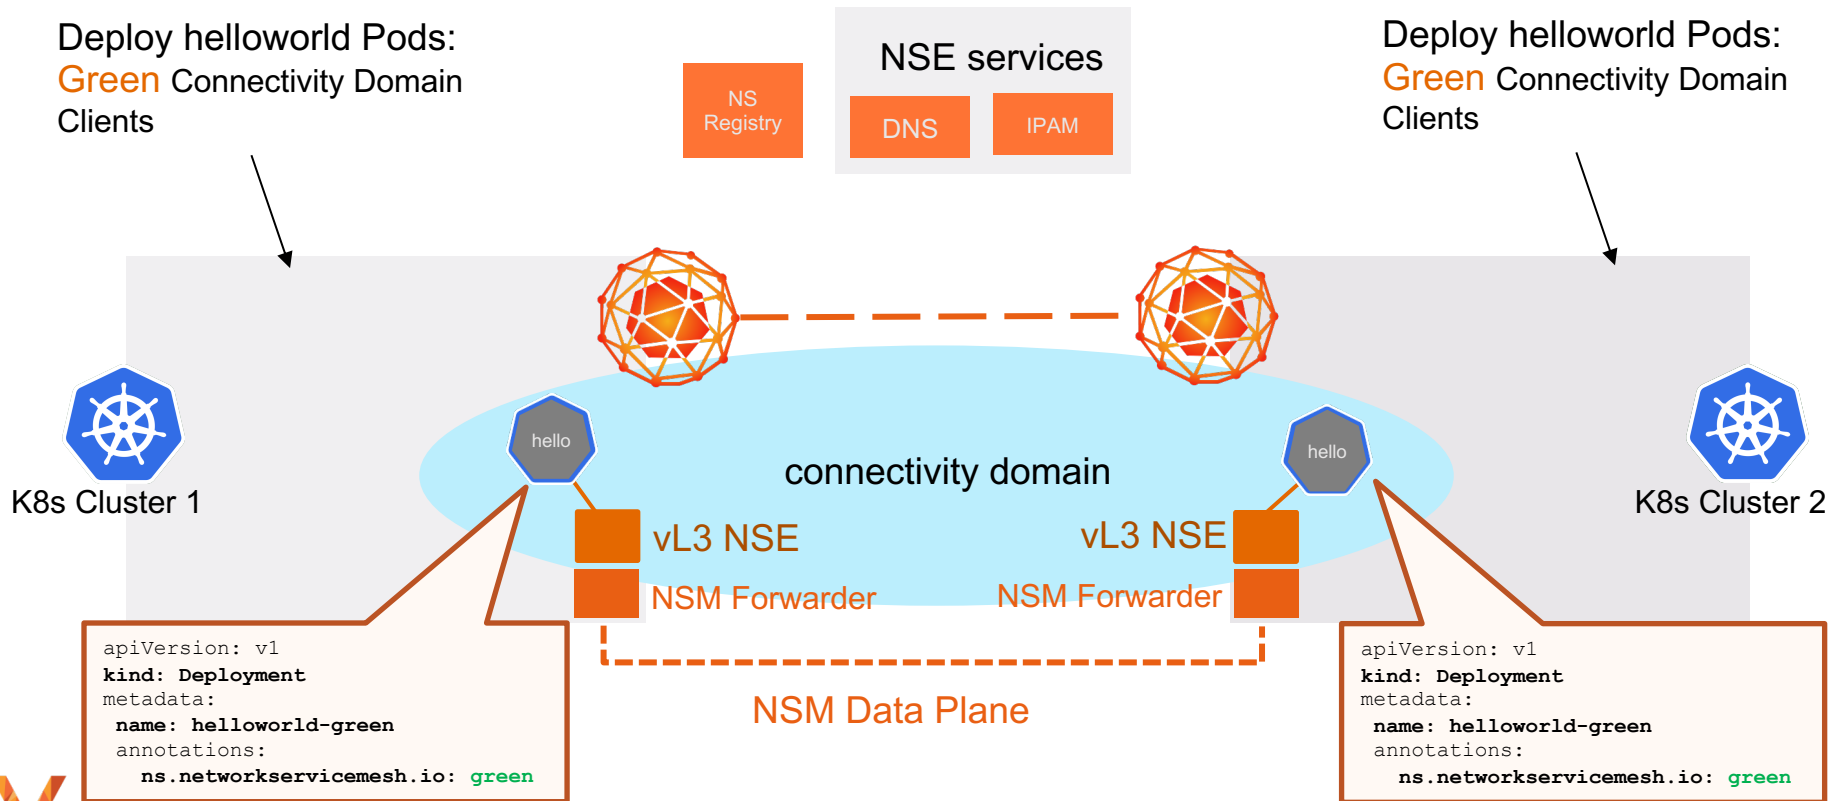 Deploy helloworld Pods:
Green Connectivity Domain
Clients
NS
Registry
NSE services
DNS
IPAM
Deploy helloworld Pods:
Green Connectivity Domain
Clients
K8s Cluster 1
hello
connectivity domain
hello
K8s Cluster 2
vL3 NSE
vL3 NSE
NSM Forwarder
NSM Forwarder
NSM Data Plane
apiVersion: v1
kind: Deployment
metadata:
name: helloworld-green
annotations:
ns.networkservicemesh.io: green
apiVersion: v1
kind: Deployment
metadata:
name: helloworld-green
annotations:
ns.networkservicemesh.io: green